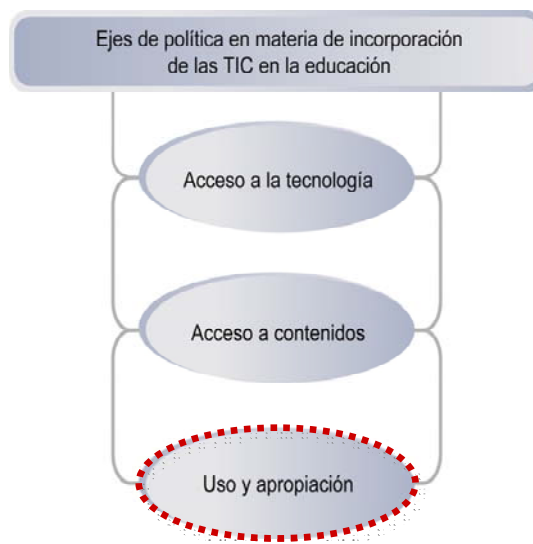 Ejes de política en materia de incorporación
de las TIC en la educación
Acceso a la tecnología
Acceso a contenidos
Uso y apropiación